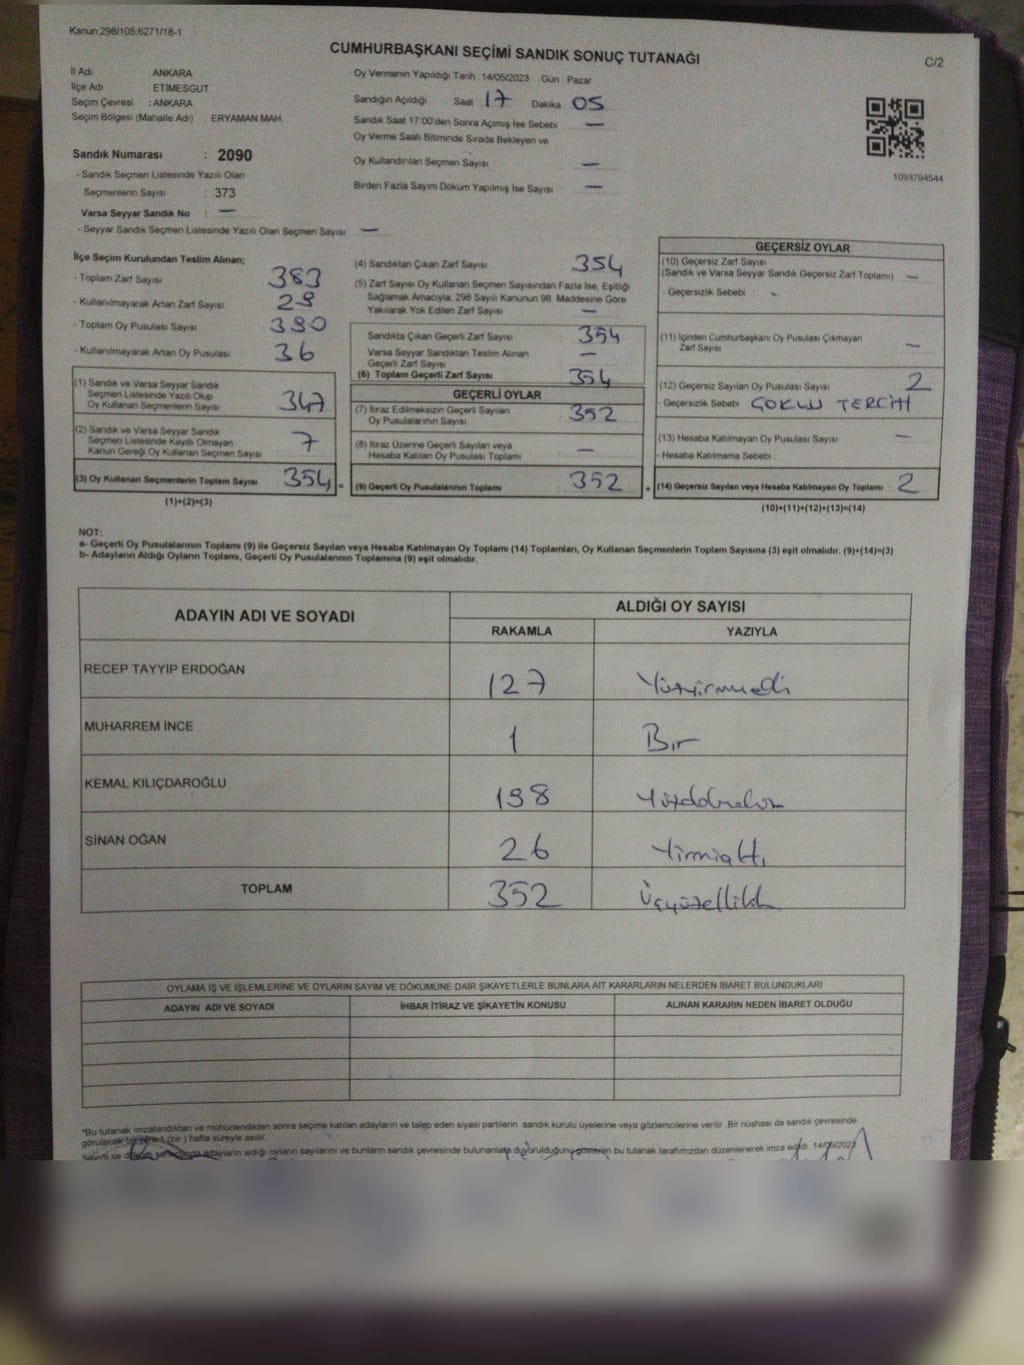 Kanun:298/105;6271/18-1
CUMHURBAŞKANI SEÇİMİ SANDIK SONUÇ TUTANAĞI
C/2
İl Adı ANKARA
İlçe Adı : ETİMESGUT
Seçim Çevresi : ANKARA
Seçim Bölgesi (Mahalle Adı) : ERYAMAN MAH.
Sandık Numarası : 2090
- Sandık Seçmen Listesinde Yazılı Olan
Seçmenlerin Sayısı : 373
Varsa Seyyar Sandık No : —
- Seyyar Sandık Seçmen Listesinde Yazılı Olan Seçmen Sayısı —
Oy Vermenin Yapıldığı Tarih : 14/05/2023 Gün : Pazar
Sandığın Açıldığı Saat 17 Dakika 05
Sandık Saat 17:00'den Sonra Açımış İse Sebebi —
Oy Verme Saati Bitiminde Sırada Bekleyen ve
Oy Kullandırılan Seçmen Sayısı —
Birden Fazla Sayım Döküm Yapılmış İse Sayısı —
1093794544
İlçe Seçim Kurulundan Teslim Alınan;
- Toplam Zarf Sayısı 383
- Kullanılmayarak Artan Zarf Sayısı 29
- Toplam Oy Pusulası Sayısı 390
- Kullanılmayarak Artan Oy Pusulası 36
(1) Sandık ve Varsa Seyyar Sandık
Seçmen Listesinde Yazılı Olup
Oy Kullanan Seçmenlerin Sayısı 347
(2) Sandık ve Varsa Seyyar Sandık
Seçmen Listesinde Kayıtlı Olmayan
Kanun Gereği Oy Kullanan Seçmen Sayısı 7
(3) Oy Kullanan Seçmenlerin Toplam Sayısı 354 =
(1)+(2)=(3)
(4) Sandıktan Çıkan Zarf Sayısı 354
(5) Zarf Sayısı Oy Kullanan Seçmen Sayısından Fazla İse, Eşitliği
Sağlamak Amacıyla, 298 Sayılı Kanunun 98. Maddesine Göre
Yakılarak Yok Edilen Zarf Sayısı —
Sandıkta Çıkan Geçerli Zarf Sayısı 354
Varsa Seyyar Sandıktan Teslim Alınan
Geçerli Zarf Sayısı —
(6) Toplam Geçerli Zarf Sayısı 354
GEÇERLİ OYLAR
(7) İtiraz Edilmeksizin Geçerli Sayılan
Oy Pusulalarının Sayısı 352
(8) İtiraz Üzerine Geçerli Sayılan veya
Hesaba Katılan Oy Pusulası Toplamı —
(9) Geçerli Oy Pusulalarının Toplamı 352 +
GEÇERSİZ OYLAR
(10) Geçersiz Zarf Sayısı
(Sandık ve Varsa Seyyar Sandık Geçersiz Zarf Toplamı) —
- Geçersizlik Sebebi : -
(11) İçinden Cumhurbaşkanı Oy Pusulası Çıkmayan
Zarf Sayısı —
(12) Geçersiz Sayılan Oy Pusulası Sayısı 2
- Geçersizlik Sebebi ÇOKLU TERCİH
(13) Hesaba Katılmayan Oy Pusulası Sayısı —
- Hesaba Katılmama Sebebi :
(14) Geçersiz Sayılan veya Hesaba Katılmayan Oy Toplamı 2
(10)+(11)+(12)+(13)=(14)
NOT:
a- Geçerli Oy Pusulalarının Toplamı (9) ile Geçersiz Sayılan veya Hesaba Katılmayan Oy Toplamı (14) Toplamları, Oy Kullanan Seçmenlerin Toplam Sayısına (3) eşit olmalıdır. (9)+(14)=(3)
b- Adayların Aldığı Oyların Toplamı, Geçerli Oy Pusulalarının Toplamına (9) eşit olmalıdır.
ADAYIN ADI VE SOYADI
ALDIĞI OY SAYISI
RAKAMLA YAZIYLA
RECEP TAYYİP ERDOĞAN 127 Yüzyirmiyedi
MUHARREM İNCE 1 Bir
KEMAL KILIÇDAROĞLU 198 Yüzdoksansekiz
SİNAN OĞAN 26 Yirmialtı
TOPLAM 352 Üçyüzelliiki
OYLAMA İŞ VE İŞLEMLERİNE VE OYLARIN SAYIM VE DÖKÜMÜNE DAİR ŞİKAYETLERLE BUNLARA AİT KARARLARIN NELERDEN İBARET BULUNDUKLARI
ADAYIN ADI VE SOYADI İHBAR İTİRAZ VE ŞİKAYETİN KONUSU ALINAN KARARIN NEDEN İBARET OLDUĞU
*Bu tutanak imzalandıktan ve mühürlendikten sonra seçime katılan adayların ve talep eden siyasi partilerin sandık kurulu üyelerine veya gözlemcilerine verilir. Bir nüshası da sandık çevresinde
görülecek bir yere 1 (bir) hafta süreyle asılır.
Sayım ile döküm sonucunda adayların aldığı oyların sayılarını ve bunların sandık çevresinde bulunanlara duyurulduğunu gösteren bu tutanak tarafımızdan düzenlenerek imza edildi 14/05/2023